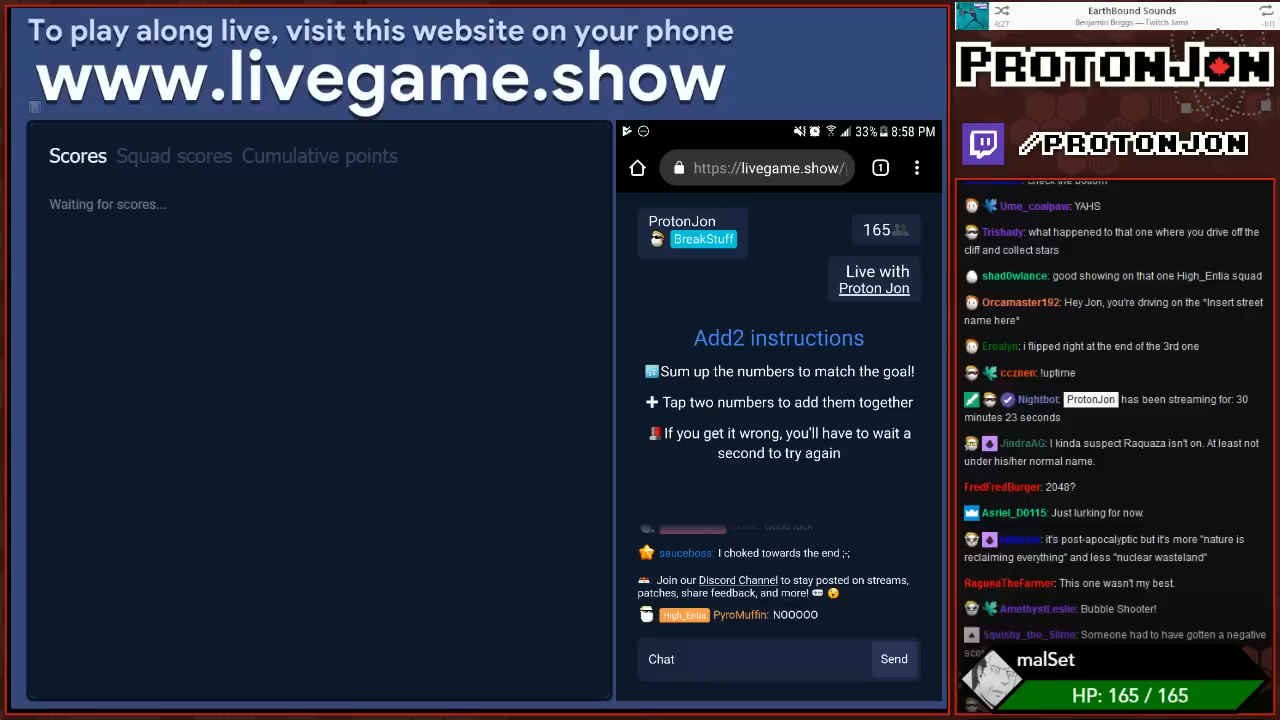 To play along live, visit this website on your phone
www.livegame.show
Scores Squad scores Cumulative points
Waiting for scores...
33% 8:58 PM
https://livegame.show/
1
ProtonJon
BreakStuff
165
Live with
Proton Jon
Add2 instructions
Sum up the numbers to match the goal!
Tap two numbers to add them together
If you get it wrong, you'll have to wait a
second to try again
sauceboss: I choked towards the end ;-;
Join our Discord Channel to stay posted on streams,
patches, share feedback, and more!
High_Entia PyroMuffin: NOOOOO
Chat
Send
EarthBound Sounds
Benjamin Briggs — Twitch Jams
4:27
-1:11
PROTONJON
/PROTONJON
check the bottom
Ume_coalpaw: YAHS
Trishady: what happened to that one where you drive off the
cliff and collect stars
shad0wlance: good showing on that one High_Entia squad
Orcamaster192: Hey Jon, you're driving on the *Insert street
name here*
Erealyn: i flipped right at the end of the 3rd one
ccznen: !uptime
Nightbot: ProtonJon has been streaming for: 30
minutes 23 seconds
JindraAG: I kinda suspect Raquaza isn't on. At least not
under his/her normal name.
FredFredBurger: 2048?
Asriel_D0115: Just lurking for now.
it's post-apocalyptic but it's more "nature is
reclaiming everything" and less "nuclear wasteland"
RagunaTheFarmer: This one wasn't my best.
AmethystLeslie: Bubble Shooter!
Squishy_the_Slime: Someone had to have gotten a negative
malSet
HP: 165 / 165